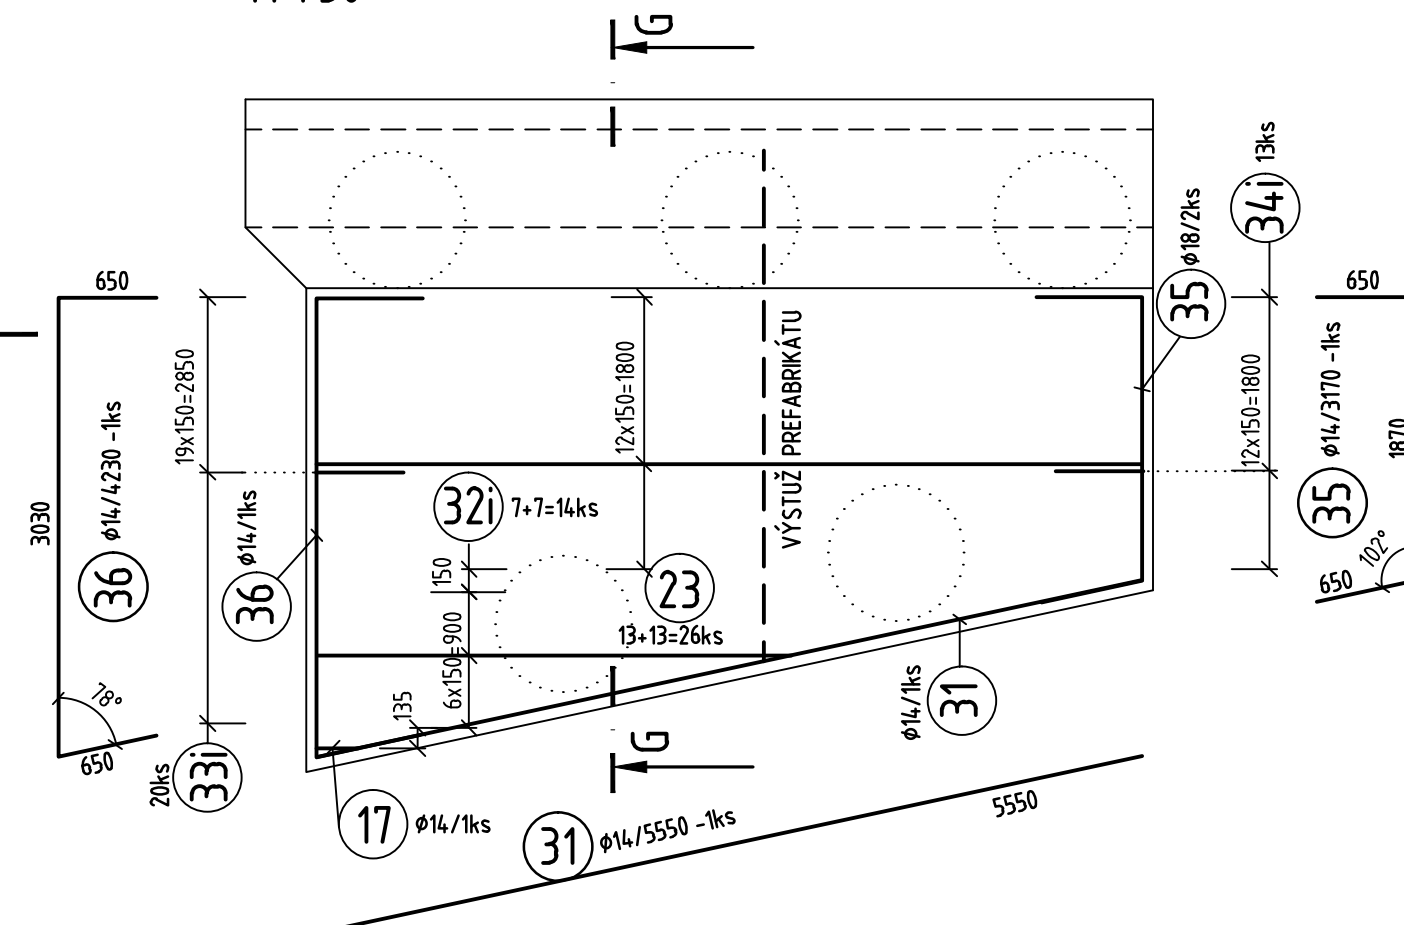 G
13ks
34i
ϕ18/2ks
35
650
650
19x150=2850
12x150=1800
VÝSTUŽ PREFABRIKÁTU
12x150=1800
ϕ14/3170 -1ks
35
1870
102°
650
3030
ϕ14/4230 -1ks
36
ϕ14/1ks
36
32i
7+7=14ks
150
23
13+13=26ks
6x150=900
135
78°
650
20ks
33i
ϕ14/1ks
31
G
17
ϕ14/1ks
31
ϕ14/5550 -1ks
5550